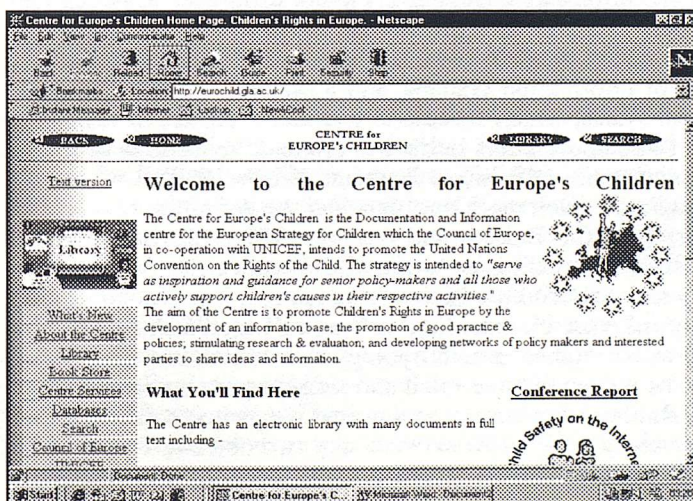 Centre for Europe's Children Home Page. Children's Rights in Europe. - Netscape
File Edit View Go Communicator Help
Back Reload Home Search Guide Print Security Stop
Bookmarks Location: http://eurochild.gla.ac.uk/
Instant Message Internet Lookup New&Cool
BACK HOME CENTRE for LIBRARY SEARCH
EUROPE's CHILDREN
Text version
Welcome to the Centre for Europe's Children
The Centre for Europe's Children is the Documentation and Information
centre for the European Strategy for Children which the Council of Europe,
in co-operation with UNICEF, intends to promote the United Nations
Convention on the Rights of the Child. The strategy is intended to "serve
as inspiration and guidance for senior policy-makers and all those who
actively support children's causes in their respective activities"
The aim of the Centre is to promote Children's Rights in Europe by the
development of an information base, the promotion of good practice &
policies; stimulating research & evaluation; and developing networks of policy makers and interested
parties to share ideas and information.
Library
What's New
About the Centre
Library
Book Store
Centre Services
Databases
Search
Council of Europe
UNICEF
What You'll Find Here
The Centre has an electronic library with many documents in full
text including -
Conference Report
Child Safety on the Internet
Document: Done
Start Centre for Europe's C... Microsoft Word - Document2